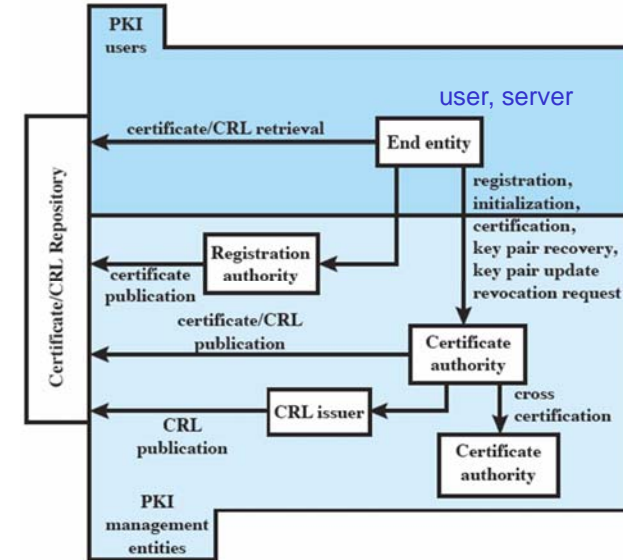 PKI
users
user, server
certificate/CRL retrieval
End entity
registration,
initialization,
certification,
key pair recovery,
key pair update
revocation request
Certificate/CRL Repository
Registration
authority
certificate
publication
certificate/CRL
publication
Certificate
authority
CRL issuer
CRL
publication
cross
certification
Certificate
authority
PKI
management
entities